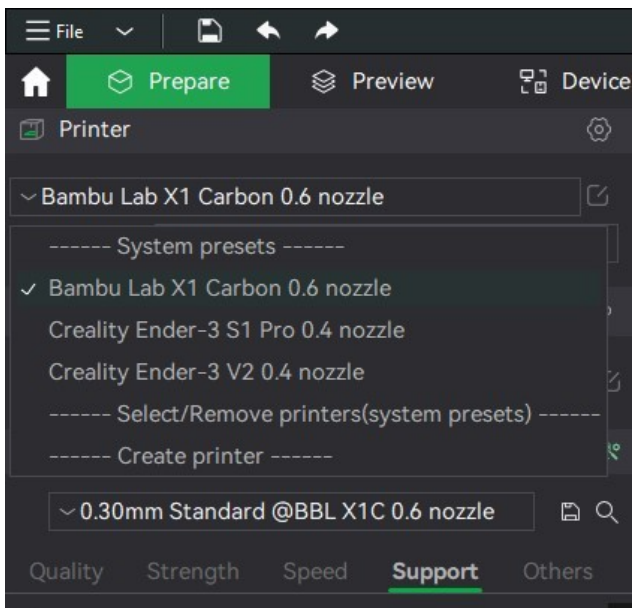 File
Prepare Preview Device
Printer
Bambu Lab X1 Carbon 0.6 nozzle
------ System presets ------
Bambu Lab X1 Carbon 0.6 nozzle
Creality Ender-3 S1 Pro 0.4 nozzle
Creality Ender-3 V2 0.4 nozzle
------ Select/Remove printers(system presets) ------
------ Create printer ------
0.30mm Standard @BBL X1C 0.6 nozzle
Quality Strength Speed Support Others